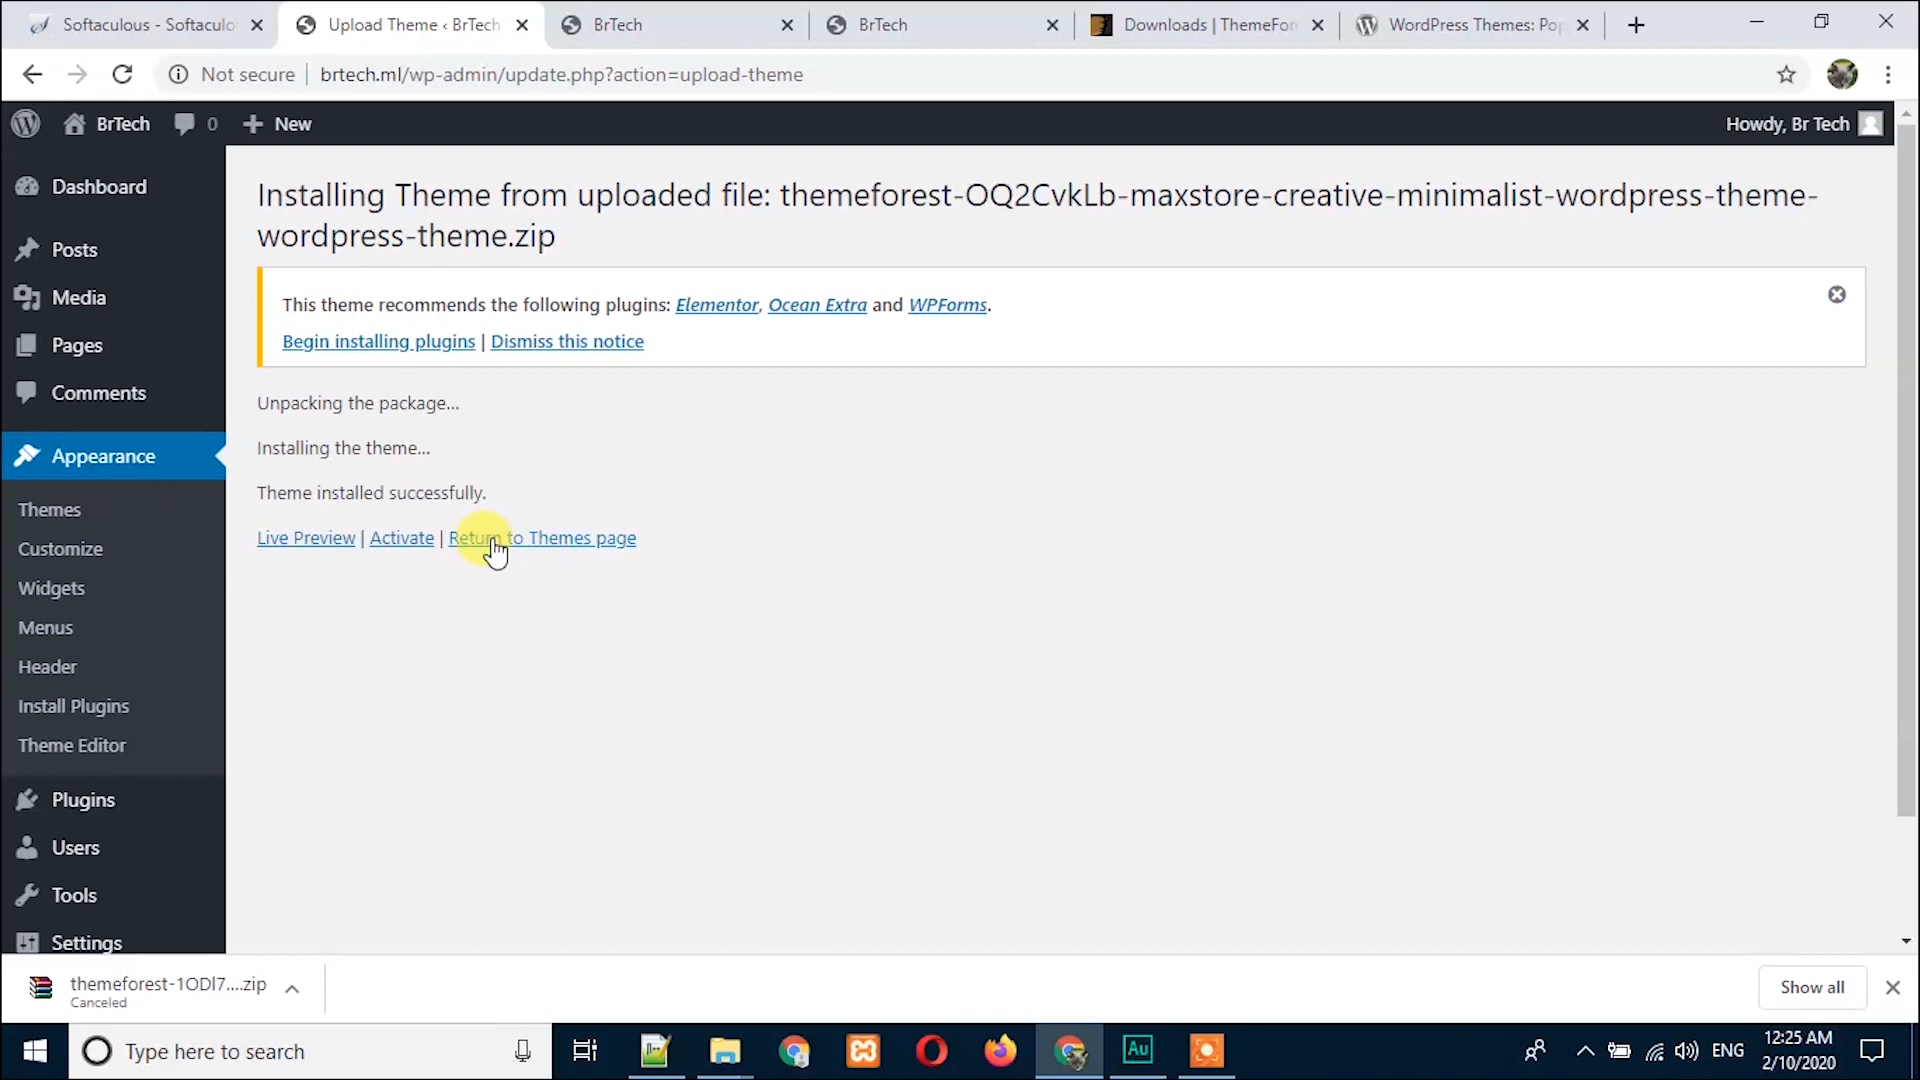 Softaculous - Softaculo
Upload Theme ‹ BrTech
BrTech
BrTech
Downloads | ThemeFor
WordPress Themes: Pop
Not secure
brtech.ml/wp-admin/update.php?action=upload-theme
BrTech
0
New
Howdy, Br Tech
Dashboard
Posts
Media
Pages
Comments
Appearance
Themes
Customize
Widgets
Menus
Header
Install Plugins
Theme Editor
Plugins
Users
Tools
Settings
Installing Theme from uploaded file: themeforest-OQ2CvkLb-maxstore-creative-minimalist-wordpress-theme-
wordpress-theme.zip
This theme recommends the following plugins: Elementor, Ocean Extra and WPForms.
Begin installing plugins | Dismiss this notice
Unpacking the package...
Installing the theme...
Theme installed successfully.
Live Preview | Activate | Return to Themes page
themeforest-1ODl7....zip
Canceled
Show all
Type here to search
Au
ENG
12:25 AM
2/10/2020